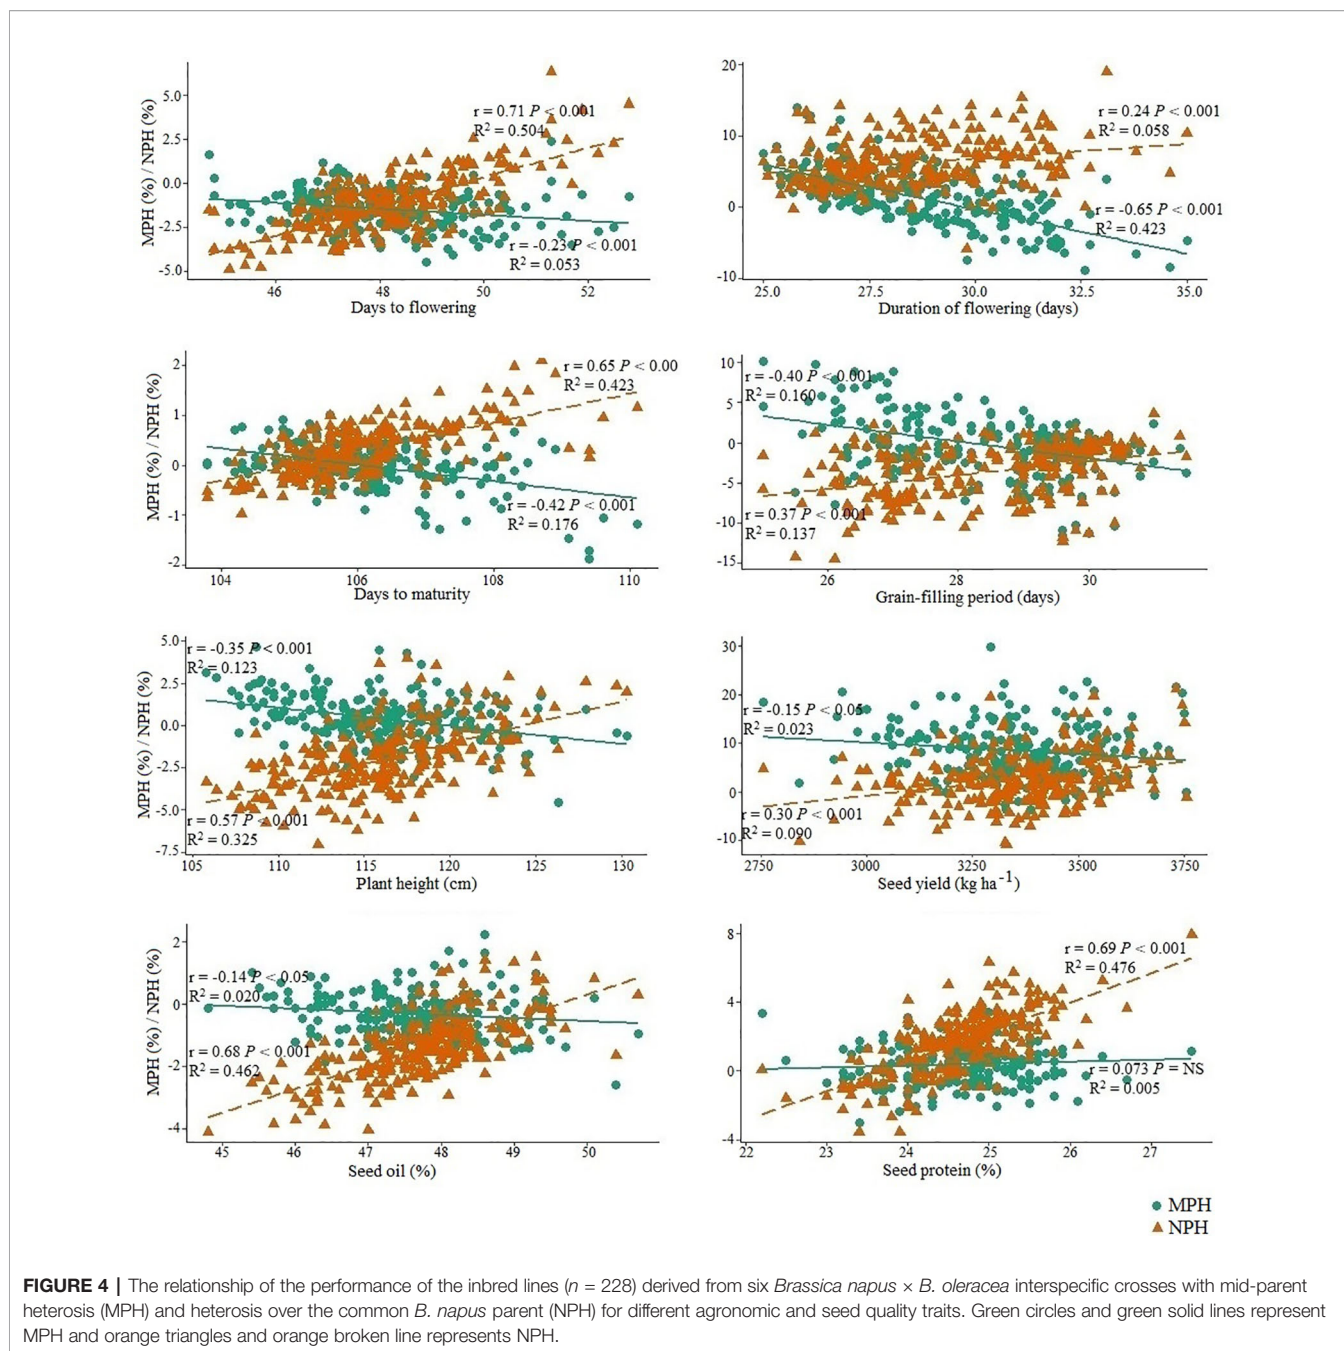 5.0
2.5
0.0
-2.5
-5.0
MPH (%) / NPH (%)
r = 0.71 P < 0.001
R² = 0.504
r = -0.23 P < 0.001
R² = 0.053
46 48 50 52
Days to flowering
20
10
0
-10
r = 0.24 P < 0.001
R² = 0.058
r = -0.65 P < 0.001
R² = 0.423
25.0 27.5 30.0 32.5 35.0
Duration of flowering (days)
2
1
0
-1
-2
MPH (%) / NPH (%)
r = 0.65 P < 0.00
R² = 0.423
r = -0.42 P < 0.001
R² = 0.176
104 106 108 110
Days to maturity
10
5
0
-5
-10
-15
r = -0.40 P < 0.001
R² = 0.160
r = 0.37 P < 0.001
R² = 0.137
26 28 30
Grain-filling period (days)
5.0
2.5
0.0
-2.5
-5.0
-7.5
MPH (%) / NPH (%)
r = -0.35 P < 0.001
R² = 0.123
r = 0.57 P < 0.001
R² = 0.325
105 110 115 120 125 130
Plant height (cm)
30
20
10
0
-10
r = -0.15 P < 0.05
R² = 0.023
r = 0.30 P < 0.001
R² = 0.090
2750 3000 3250 3500 3750
Seed yield (kg ha⁻¹)
2
0
-2
-4
MPH (%) / NPH (%)
r = -0.14 P < 0.05
R² = 0.020
r = 0.68 P < 0.001
R² = 0.462
45 46 47 48 49 50
Seed oil (%)
8
4
0
-4
r = 0.69 P < 0.001
R² = 0.476
r = 0.073 P = NS
R² = 0.005
22 23 24 25 26 27
Seed protein (%)
MPH
NPH
FIGURE 4 | The relationship of the performance of the inbred lines (n = 228) derived from six Brassica napus × B. oleracea interspecific crosses with mid-parent
heterosis (MPH) and heterosis over the common B. napus parent (NPH) for different agronomic and seed quality traits. Green circles and green solid lines represent
MPH and orange triangles and orange broken line represents NPH.